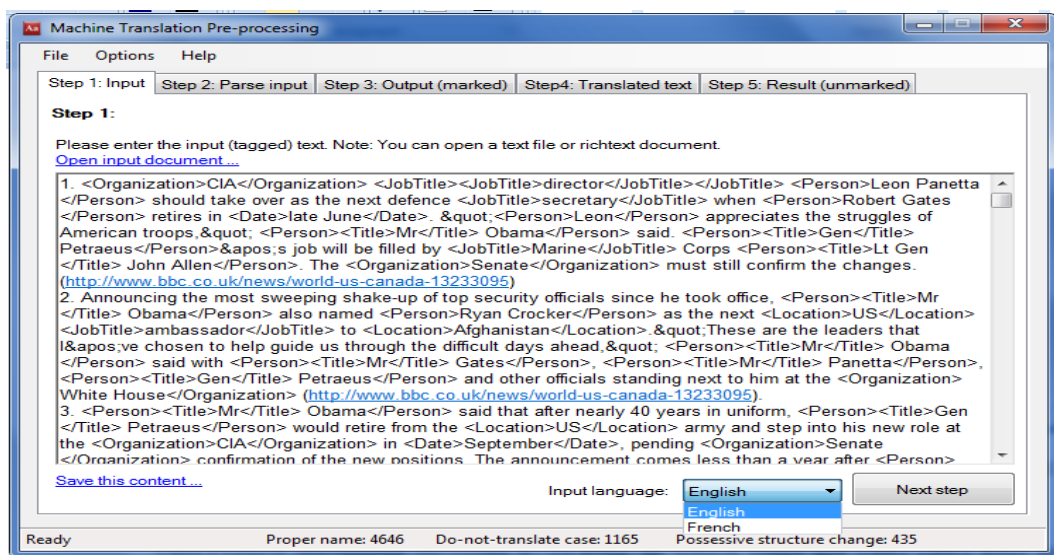 Machine Translation Pre-processing
File Options Help
Step 1: Input Step 2: Parse input Step 3: Output (marked) Step4: Translated text Step 5: Result (unmarked)
Step 1:
Please enter the input (tagged) text. Note: You can open a text file or richtext document.
Open input document ...
1. <Organization>CIA</Organization> <JobTitle><JobTitle>director</JobTitle></JobTitle> <Person>Leon Panetta
</Person> should take over as the next defence <JobTitle>secretary</JobTitle> when <Person>Robert Gates
</Person> retires in <Date>late June</Date>. &quot;<Person>Leon</Person> appreciates the struggles of
American troops,&quot; <Person><Title>Mr</Title> Obama</Person> said. <Person><Title>Gen</Title>
Petraeus</Person>&apos;s job will be filled by <JobTitle>Marine</JobTitle> Corps <Person><Title>Lt Gen
</Title> John Allen</Person>. The <Organization>Senate</Organization> must still confirm the changes.
(http://www.bbc.co.uk/news/world-us-canada-13233095)
2. Announcing the most sweeping shake-up of top security officials since he took office, <Person><Title>Mr
</Title> Obama</Person> also named <Person>Ryan Crocker</Person> as the next <Location>US</Location>
<JobTitle>ambassador</JobTitle> to <Location>Afghanistan</Location>.&quot;These are the leaders that
I&apos;ve chosen to help guide us through the difficult days ahead,&quot; <Person><Title>Mr</Title> Obama
</Person> said with <Person><Title>Mr</Title> Gates</Person>, <Person><Title>Mr</Title> Panetta</Person>,
<Person><Title>Gen</Title> Petraeus</Person> and other officials standing next to him at the <Organization>
White House</Organization> (http://www.bbc.co.uk/news/world-us-canada-13233095).
3. <Person><Title>Mr</Title> Obama</Person> said that after nearly 40 years in uniform, <Person><Title>Gen
</Title> Petraeus</Person> would retire from the <Location>US</Location> army and step into his new role at
the <Organization>CIA</Organization> in <Date>September</Date>, pending <Organization>Senate
</Organization> confirmation of the new positions. The announcement comes less than a year after <Person>
Save this content ...
Input language: English Next step
English
French
Ready Proper name: 4646 Do-not-translate case: 1165 Possessive structure change: 435